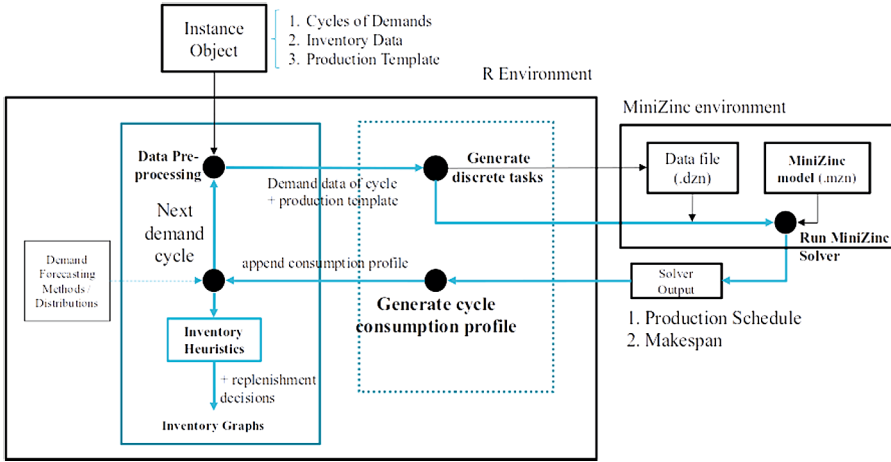 Instance
Object
1. Cycles of Demands
2. Inventory Data
3. Production Template
R Environment
MiniZinc environment
Data Pre-
processing
Generate
discrete tasks
Data file
(.dzn)
MiniZinc
model (.mzn)
Demand data of cycle
+ production template
Next
demand
cycle
Run MiniZinc
Solver
Demand
Forecasting
Methods /
Distributions
append consumption profile
Solver
Output
Generate cycle
consumption profile
1. Production Schedule
2. Makespan
Inventory
Heuristics
+ replenishment
decisions
Inventory Graphs